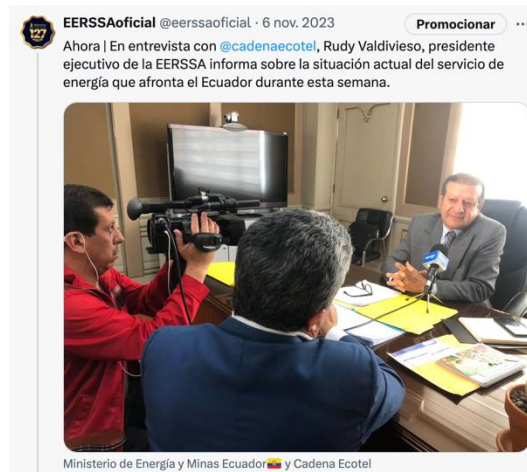 EERSSAoficial @eerssaoficial · 6 nov. 2023
Promocionar ...
Ahora | En entrevista con @cadenaecotel, Rudy Valdivieso, presidente
ejecutivo de la EERSSA informa sobre la situación actual del servicio de
energía que afronta el Ecuador durante esta semana.
Ministerio de Energía y Minas Ecuador🇪🇨 y Cadena Ecotel
127